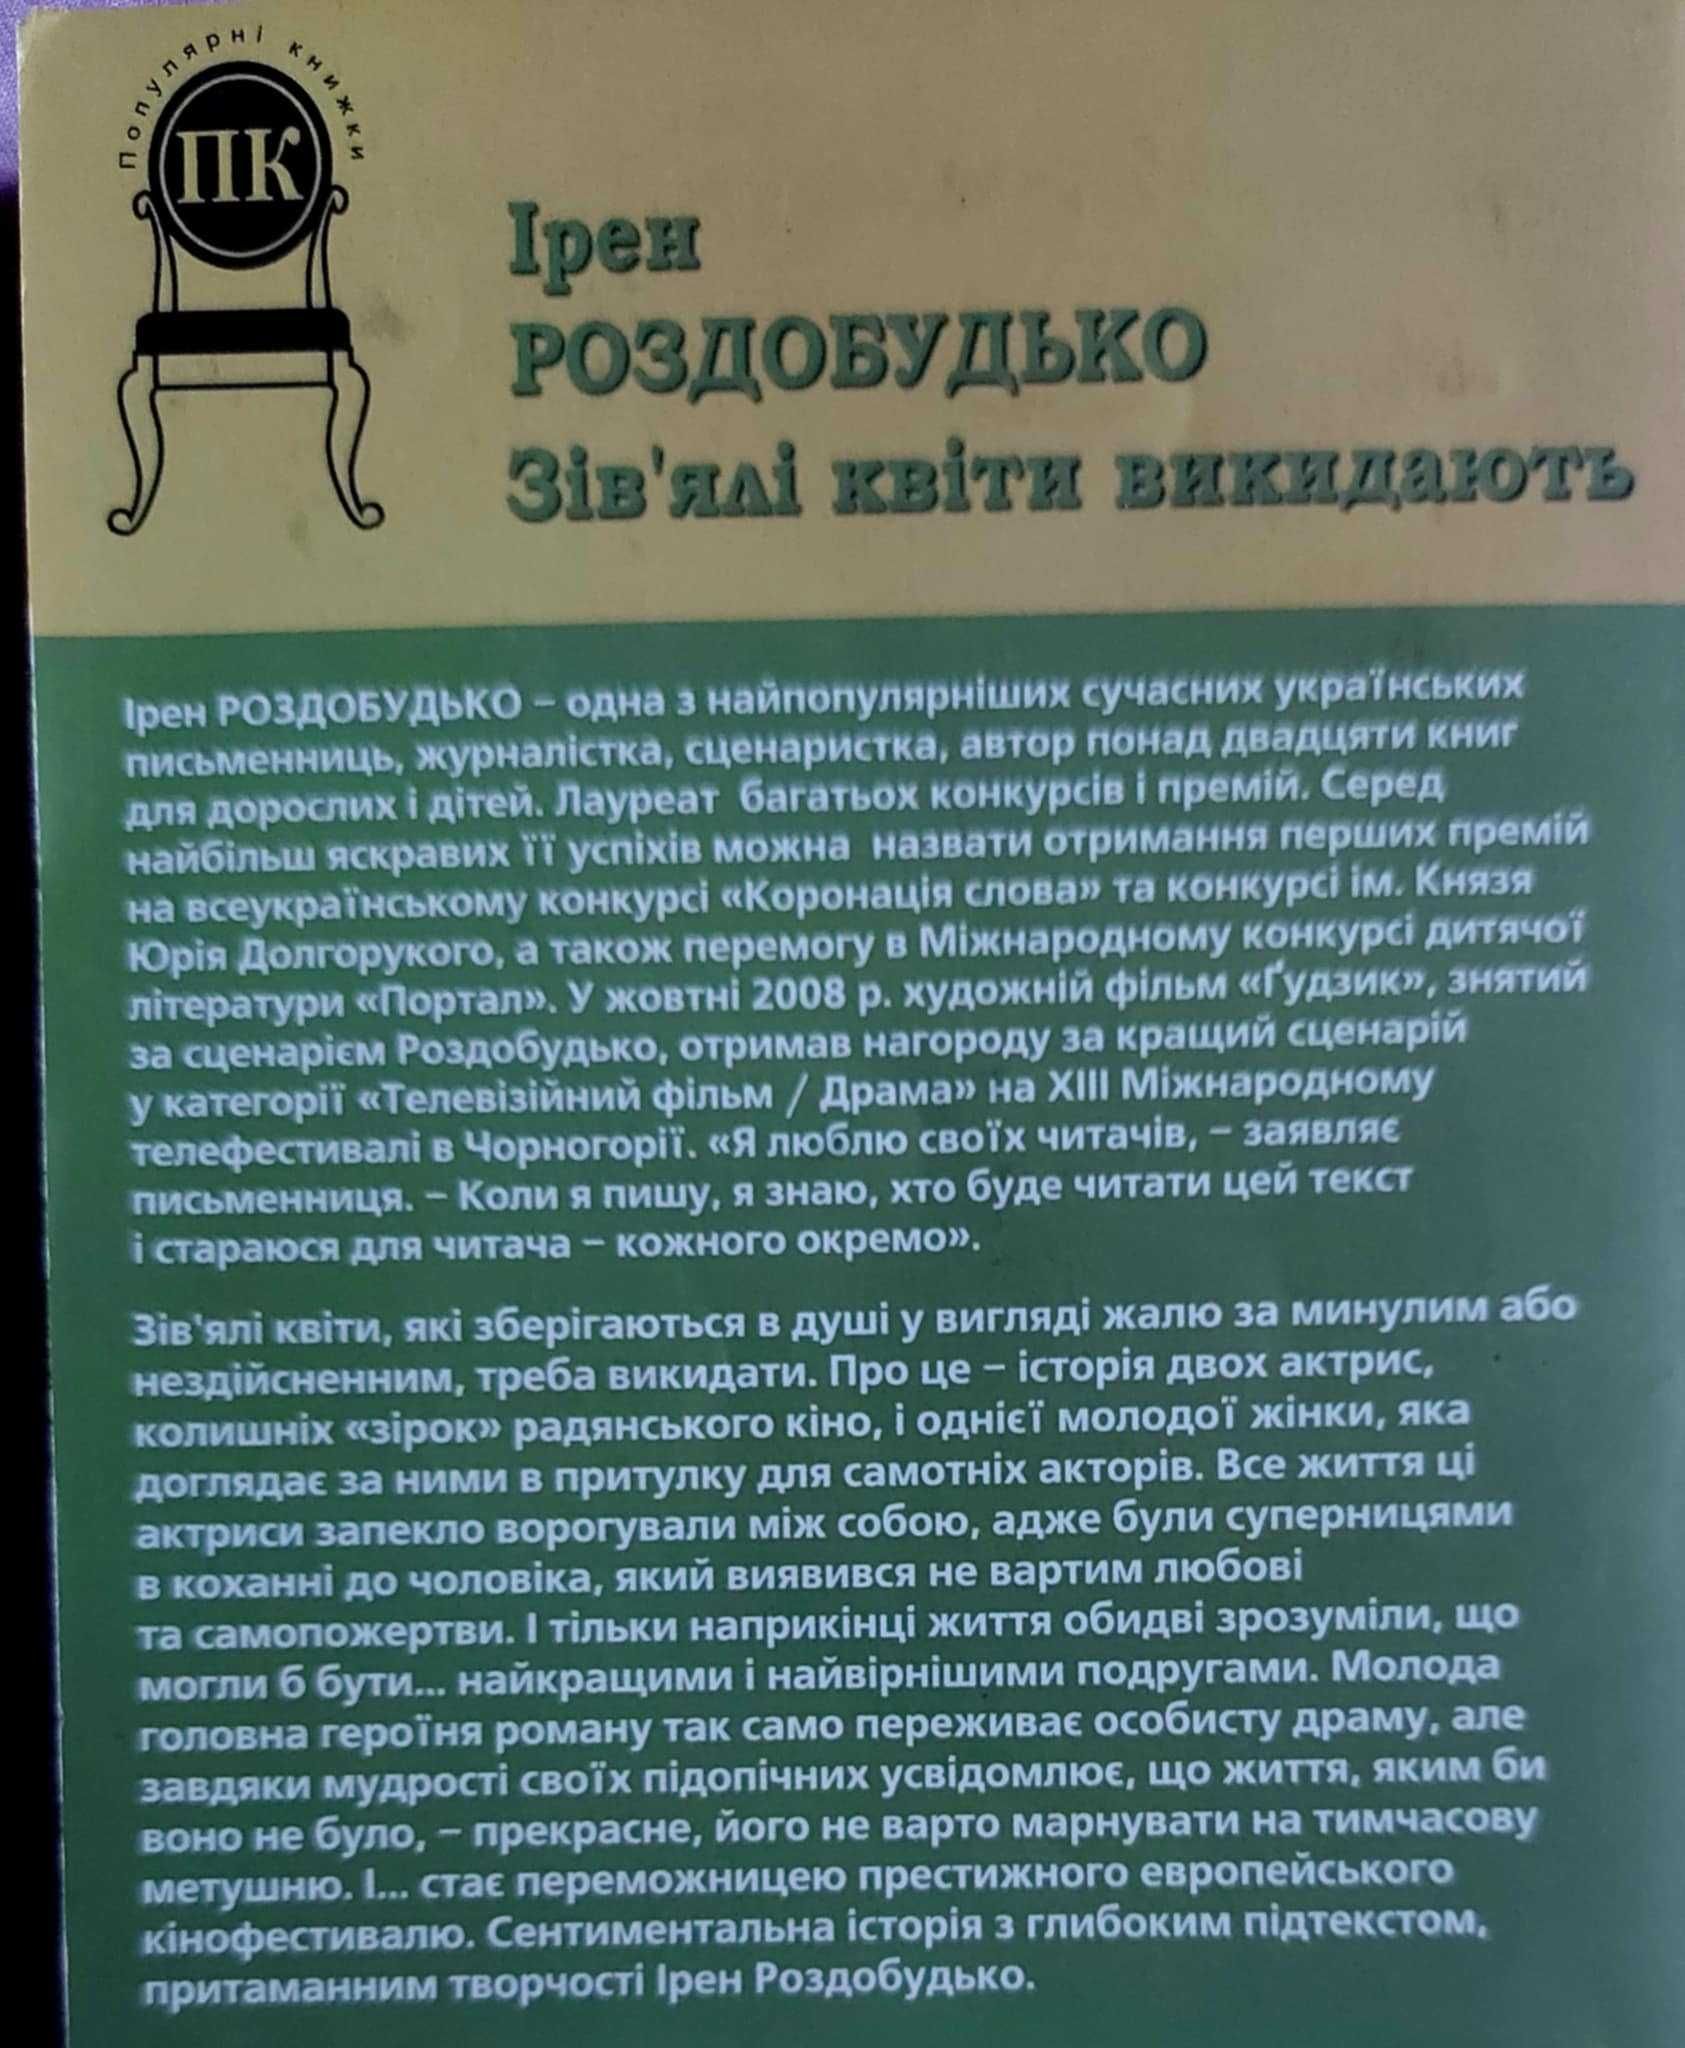 Популярні книжки
ПК
Ірен
РОЗДОБУДЬКО
Зів'ялі квіти викидають
Ірен РОЗДОБУДЬКО – одна з найпопулярніших сучасних українських
письменниць, журналістка, сценаристка, автор понад двадцяти книг
для дорослих і дітей. Лауреат багатьох конкурсів і премій. Серед
найбільш яскравих її успіхів можна назвати отримання перших премій
на всеукраїнському конкурсі «Коронація слова» та конкурсі ім. Князя
Юрія Долгорукого, а також перемогу в Міжнародному конкурсі дитячої
літератури «Портал». У жовтні 2008 р. художній фільм «Ґудзик», знятий
за сценарієм Роздобудько, отримав нагороду за кращий сценарій
у категорії «Телевізійний фільм / Драма» на XIII Міжнародному
телефестивалі в Чорногорії. «Я люблю своїх читачів, – заявляє
письменниця. – Коли я пишу, я знаю, хто буде читати цей текст
і стараюся для читача – кожного окремо».
Зів'ялі квіти, які зберігаються в душі у вигляді жалю за минулим або
нездійсненним, треба викидати. Про це – історія двох актрис,
колишніх «зірок» радянського кіно, і однієї молодої жінки, яка
доглядає за ними в притулку для самотніх акторів. Все життя ці
актриси запекло ворогували між собою, адже були суперницями
в коханні до чоловіка, який виявився не вартим любові
та самопожертви. І тільки наприкінці життя обидві зрозуміли, що
могли б бути... найкращими і найвірнішими подругами. Молода
головна героїня роману так само переживає особисту драму, але
завдяки мудрості своїх підопічних усвідомлює, що життя, яким би
воно не було, – прекрасне, його не варто марнувати на тимчасову
метушню. І... стає переможницею престижного европейського
кінофестивалю. Сентиментальна історія з глибоким підтекстом,
притаманним творчості Ірен Роздобудько.